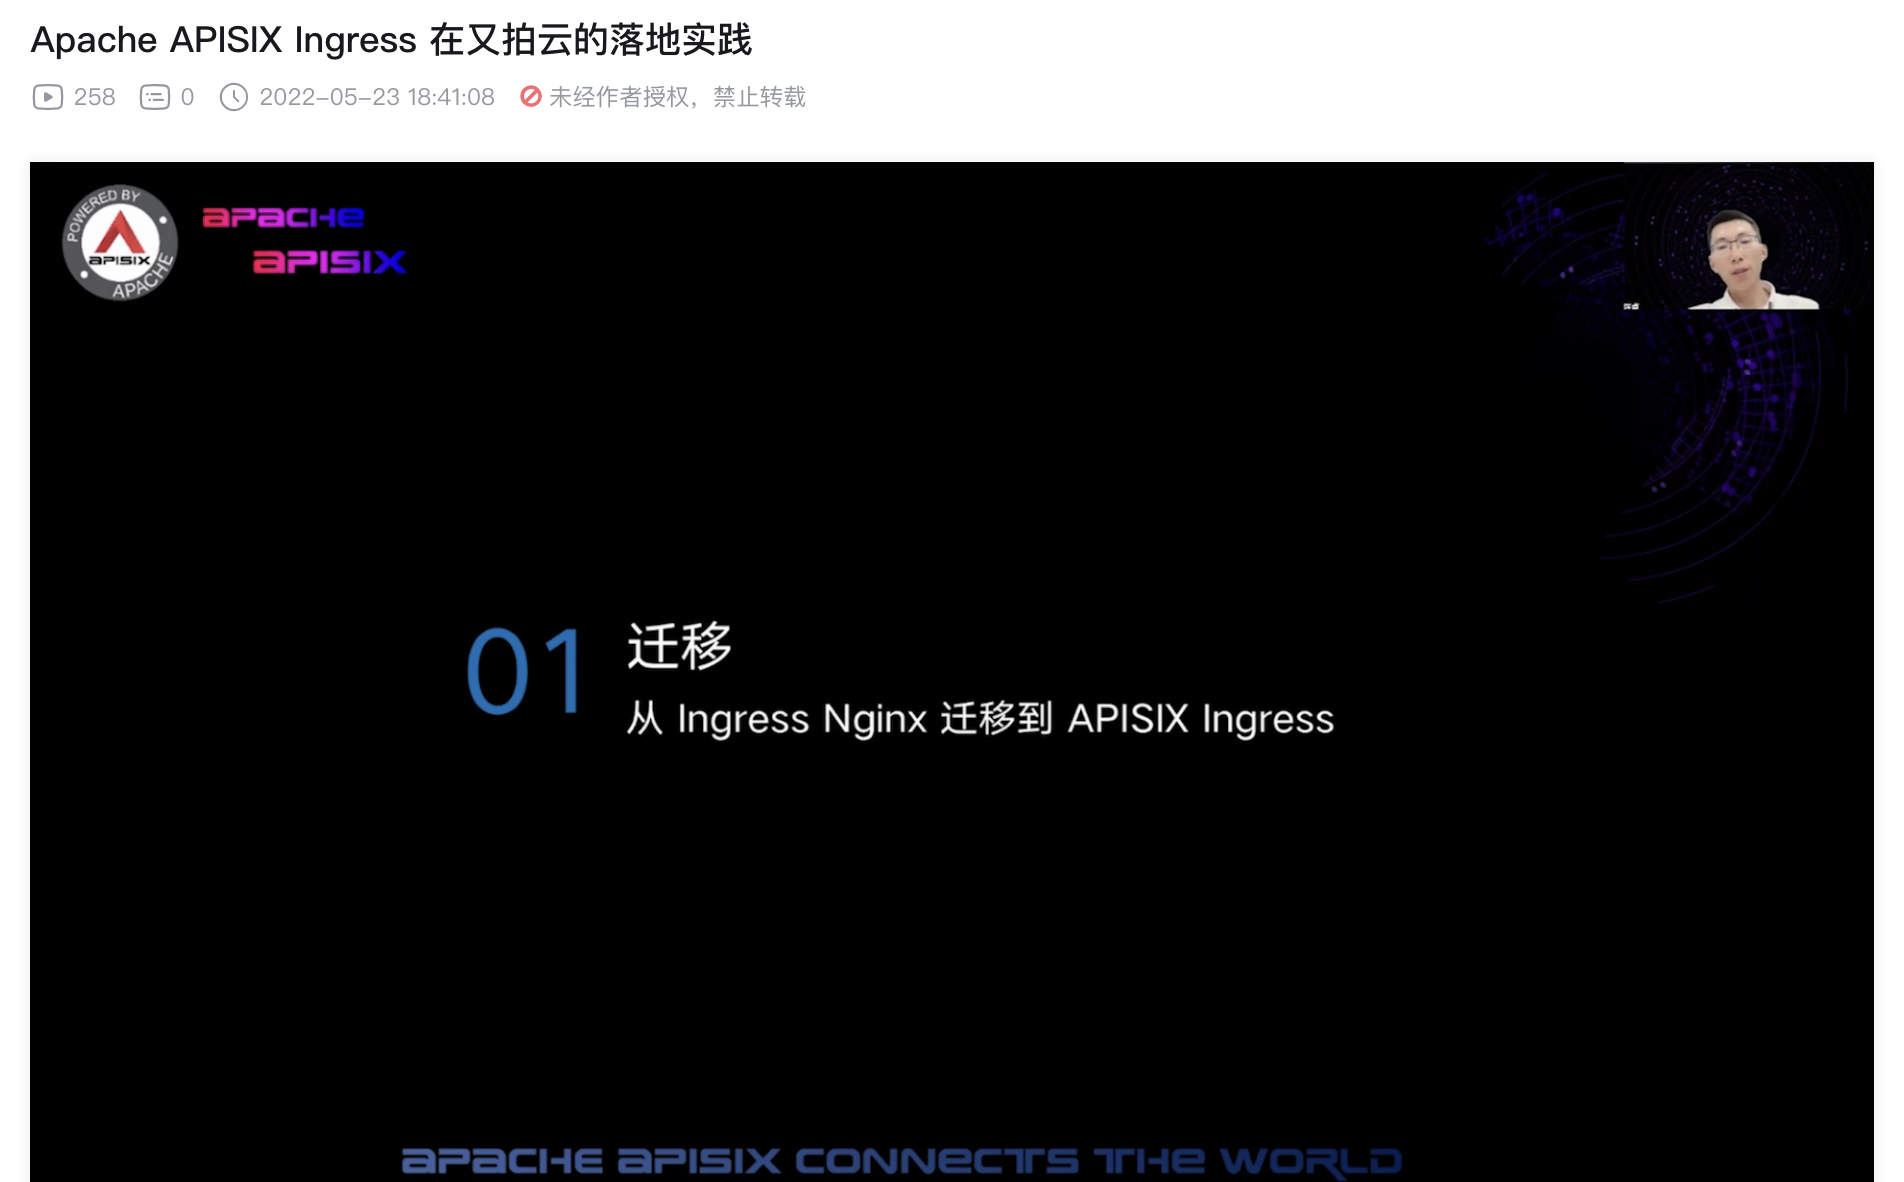 Apache APISIX Ingress 在又拍云的落地实践
258 0 2022-05-23 18:41:08 未经作者授权，禁止转载
POWERED BY
APISIX
APACHE
APACHE
APISIX
01 迁移
从 Ingress Nginx 迁移到 APISIX Ingress
APACHE APISIX CONNECTS THE WORLD